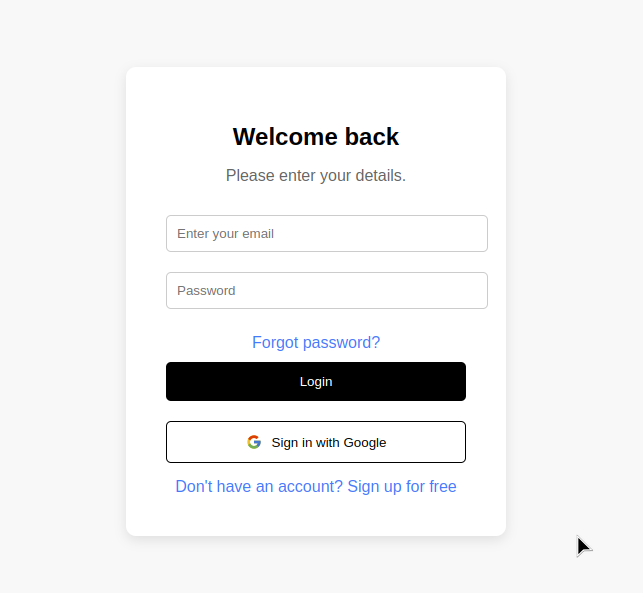 Welcome back
Please enter your details.
Enter your email
Password
Forgot password?
Login
Sign in with Google
Don't have an account? Sign up for free